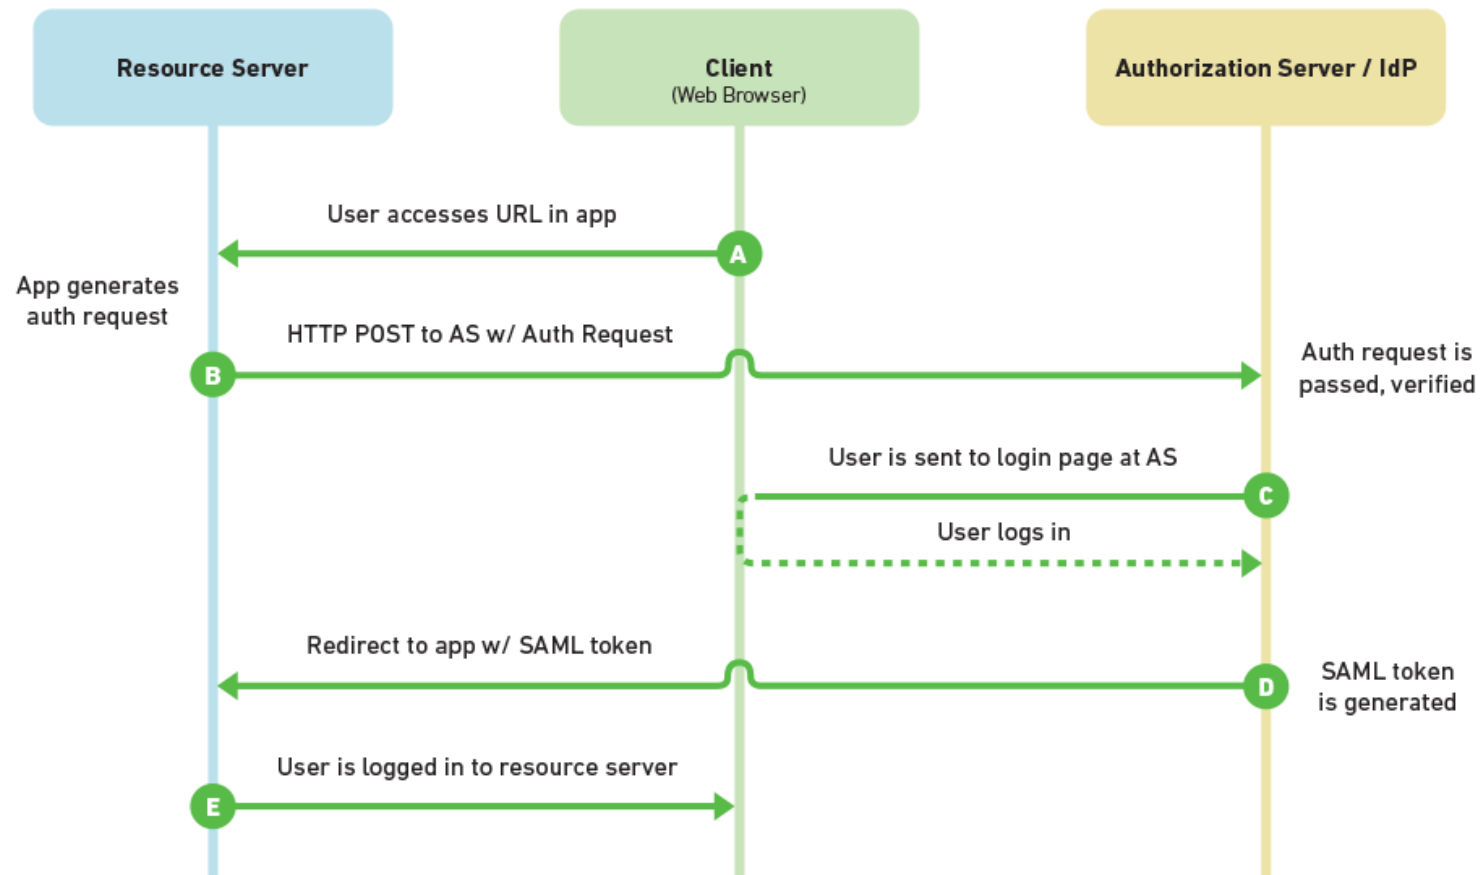 Resource Server
Client
(Web Browser)
Authorization Server / IdP
User accesses URL in app
A
App generates
auth request
HTTP POST to AS w/ Auth Request
B
Auth request is
passed, verified
User is sent to login page at AS
C
User logs in
Redirect to app w/ SAML token
D
SAML token
is generated
User is logged in to resource server
E